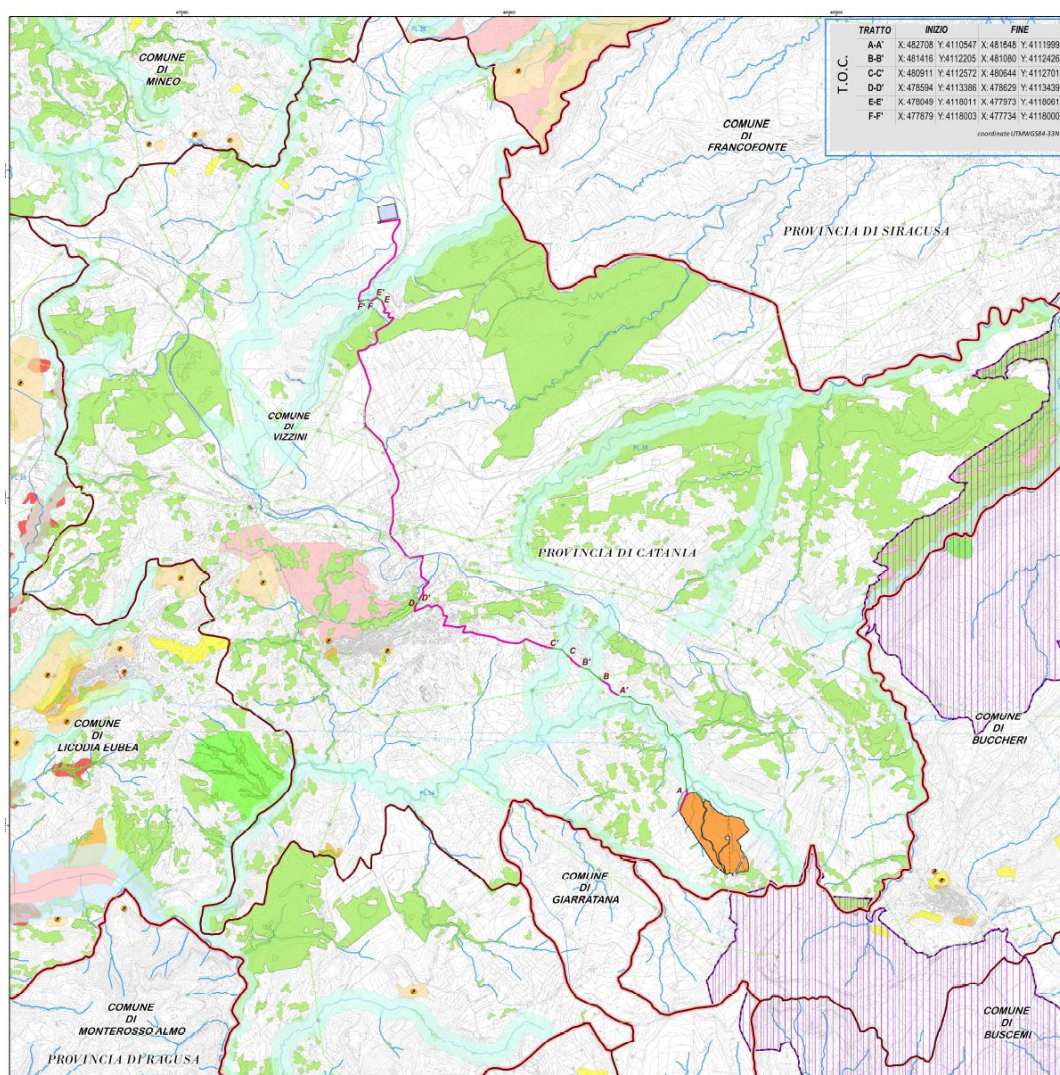 T.O.C.
TRATTO INIZIO FINE
A-A' X:482708 Y:4110547 X:481648 Y:4111999
B-B' X:481416 Y:4112205 X:481080 Y:4112426
C-C' X:480911 Y:4112572 X:480644 Y:4112701
D-D' X:478594 Y:4113386 X:478629 Y:4113439
E-E' X:478049 Y:4118011 X:477973 Y:4118061
F-F' X:477879 Y:4118003 X:477734 Y:4118000
coordinate UTMWGS84-33N
COMUNE
DI
MINEO
COMUNE
DI
FRANCOFONTE
PROVINCIA DI SIRACUSA
E'
F' F E
COMUNE
DI
VIZZINI
PROVINCIA DI CATANIA
D D'
C'
C
B'
B
A'
A
COMUNE
DI
LICODIA EUBEA
COMUNE
DI
BUCCHERI
COMUNE
DI
GIARRATANA
COMUNE
DI
MONTEROSSO ALMO
PROVINCIA DI RAGUSA
COMUNE
DI
BUSCEMI